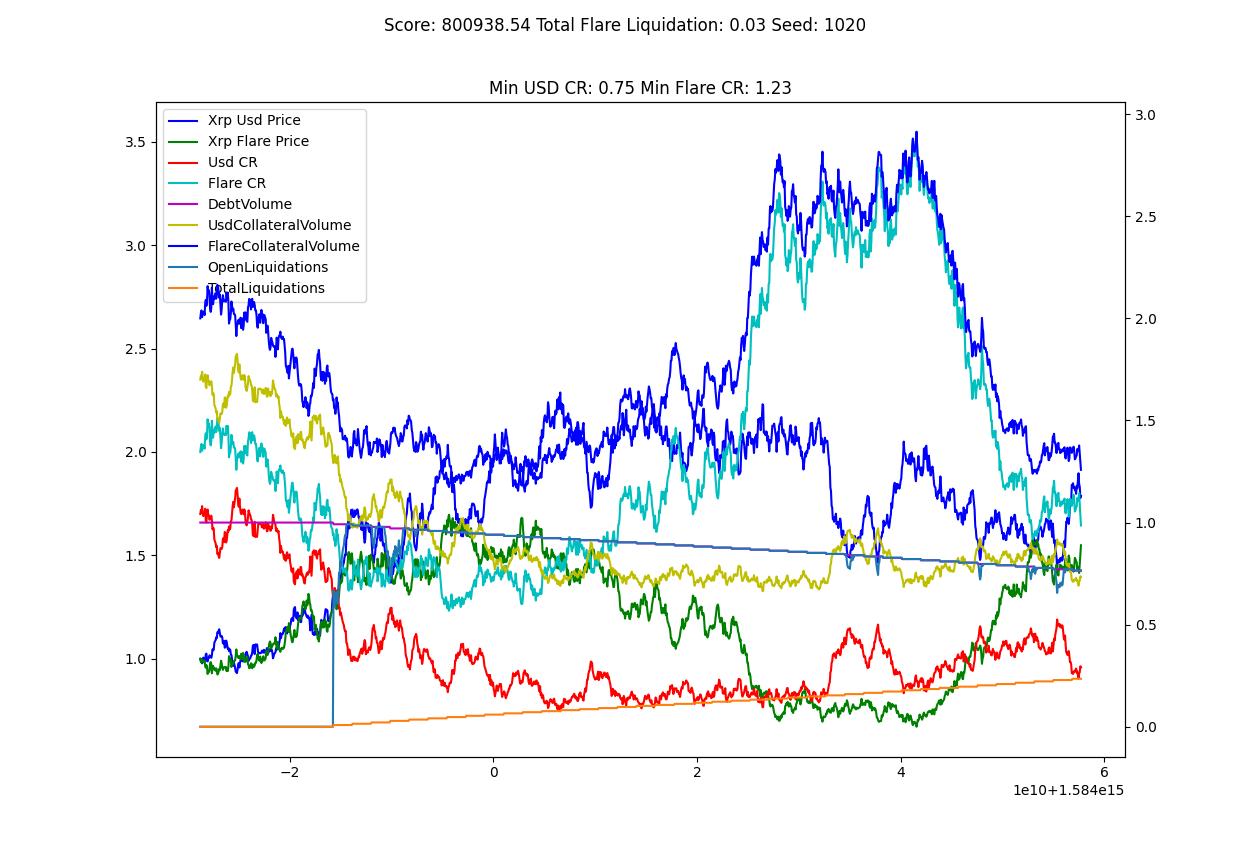 Score: 800938.54 Total Flare Liquidation: 0.03 Seed: 1020
Min USD CR: 0.75 Min Flare CR: 1.23
Xrp Usd Price
Xrp Flare Price
Usd CR
Flare CR
DebtVolume
UsdCollateralVolume
FlareCollateralVolume
OpenLiquidations
TotalLiquidations
3.5
3.0
2.5
2.0
1.5
1.0
3.0
2.5
2.0
1.5
1.0
0.5
0.0
−2 0 2 4 6
1e10+1.584e15